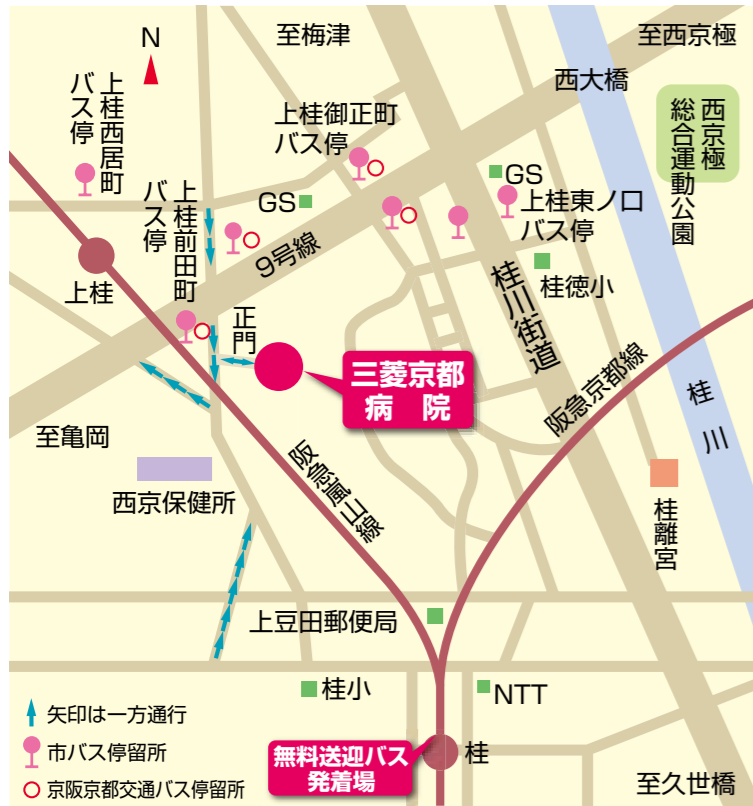 N
至梅津
至西京極
西大橋
西京極
総合運動公園
上桂西居町
バス停
上桂御正町
バス停
GS
上桂東ノ口
バス停
上桂前田町
バス停
GS
9号線
桂徳小
上桂
正門
桂川街道
三菱京都
病 院
阪急京都線
桂川
至亀岡
阪急嵐山線
西京保健所
桂離宮
上豆田郵便局
桂小
NTT
矢印は一方通行
市バス停留所
京阪京都交通バス停留所
無料送迎バス
発着場
桂
至久世橋